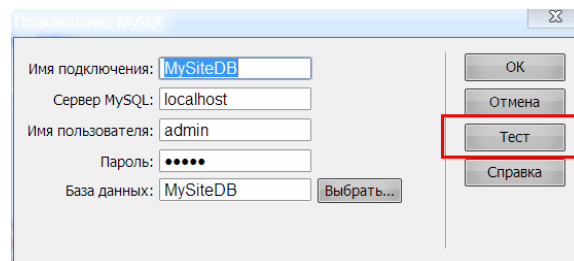 Подключение MySQL
Имя подключения: MySiteDB
OK
Сервер MySQL: localhost
Отмена
Имя пользователя: admin
Тест
Пароль: •••••
Справка
База данных: MySiteDB
Выбрать...